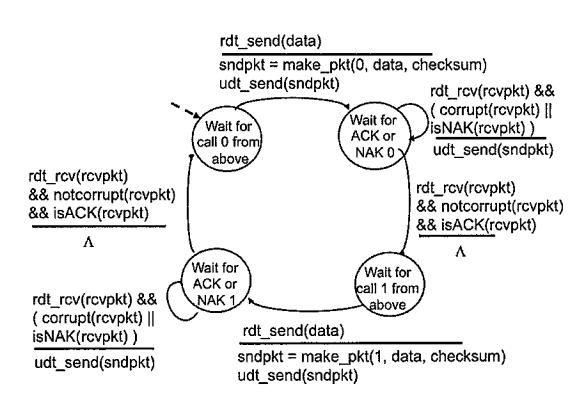 rdt_send(data)
sndpkt = make_pkt(0, data, checksum)
udt_send(sndpkt)
rdt_rcv(rcvpkt) &&
( corrupt(rcvpkt) ||
isNAK(rcvpkt) )
udt_send(sndpkt)
Wait for
call 0 from
above
Wait for
ACK or
NAK 0
rdt_rcv(rcvpkt)
&& notcorrupt(rcvpkt)
&& isACK(rcvpkt)
Λ
rdt_rcv(rcvpkt)
&& notcorrupt(rcvpkt)
&& isACK(rcvpkt)
Λ
Wait for
ACK or
NAK 1
Wait for
call 1 from
above
rdt_rcv(rcvpkt) &&
( corrupt(rcvpkt) ||
isNAK(rcvpkt) )
udt_send(sndpkt)
rdt_send(data)
sndpkt = make_pkt(1, data, checksum)
udt_send(sndpkt)